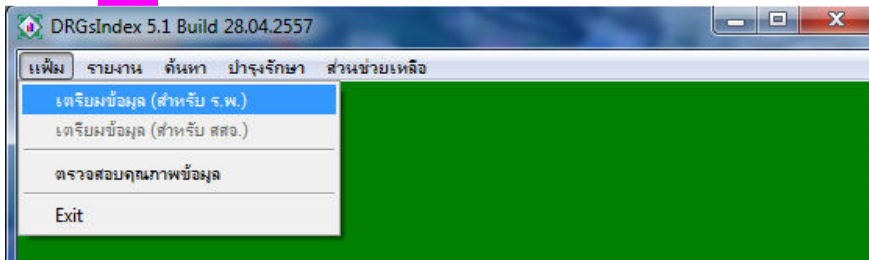 DRGsIndex 5.1 Build 28.04.2557
แฟ้ม รายงาน ค้นหา บำรุงรักษา ส่วนช่วยเหลือ
เตรียมข้อมูล (สำหรับ ร.พ.)
เตรียมข้อมูล (สำหรับ สสจ.)
ตรวจสอบคุณภาพข้อมูล
Exit